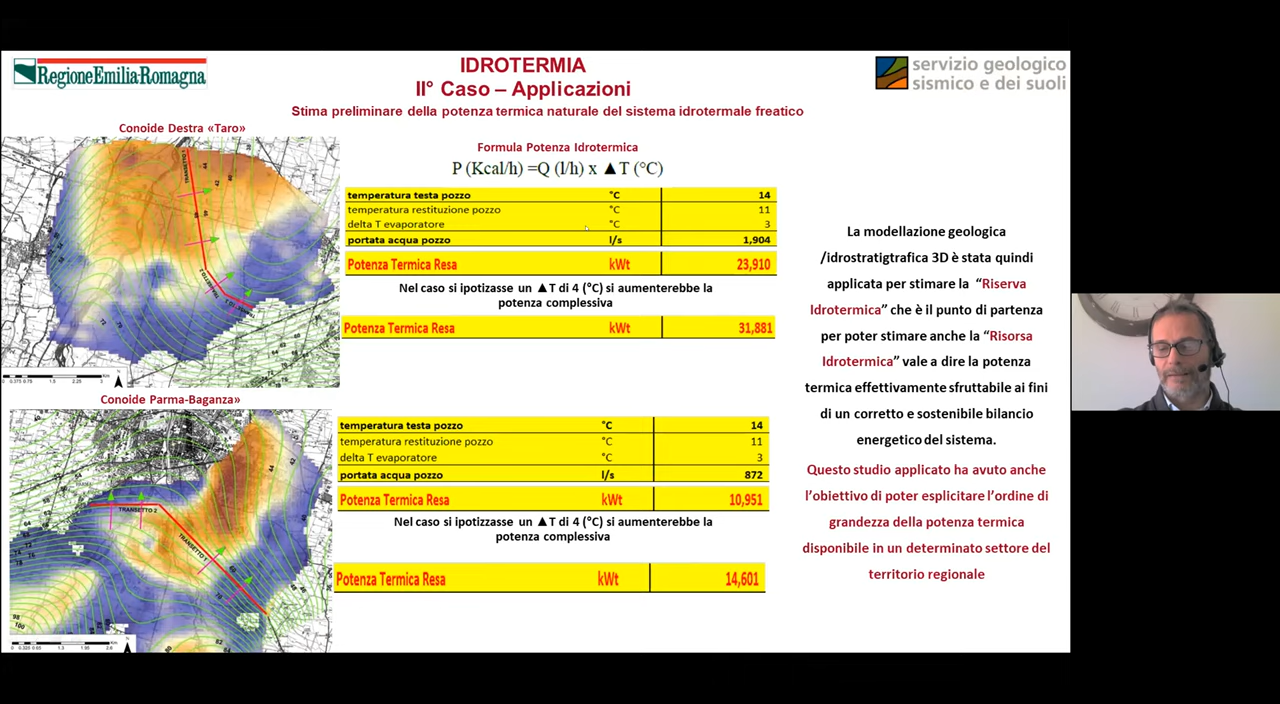 RegioneEmilia-Romagna
IDROTERMIA
II° Caso – Applicazioni
Stima preliminare della potenza termica naturale del sistema idrotermale freatico
servizio geologico
sismico e dei suoli
Conoide Destra «Taro»
Formula Potenza Idrotermica
P (Kcal/h) =Q (l/h) x ▲T (°C)
temperatura testa pozzo °C 14
temperatura restituzione pozzo °C 11
delta T evaporatore °C 3
portata acqua pozzo l/s 1,904
Potenza Termica Resa kWt 23,910
Nel caso si ipotizzasse un ▲T di 4 (°C) si aumenterebbe la
potenza complessiva
Potenza Termica Resa kWt 31,881
Conoide Parma-Baganza»
TRANSETTO 2
TRANSETTO 1
temperatura testa pozzo °C 14
temperatura restituzione pozzo °C 11
delta T evaporatore °C 3
portata acqua pozzo l/s 872
Potenza Termica Resa kWt 10,951
Nel caso si ipotizzasse un ▲T di 4 (°C) si aumenterebbe la
potenza complessiva
Potenza Termica Resa kWt 14,601
La modellazione geologica
/idrostratigtrafica 3D è stata quindi
applicata per stimare la “Riserva
Idrotermica” che è il punto di partenza
per poter stimare anche la “Risorsa
Idrotermica” vale a dire la potenza
termica effettivamente sfruttabile ai fini
di un corretto e sostenibile bilancio
energetico del sistema.
Questo studio applicato ha avuto anche
l’obiettivo di poter esplicitare l’ordine di
grandezza della potenza termica
disponibile in un determinato settore del
territorio regionale